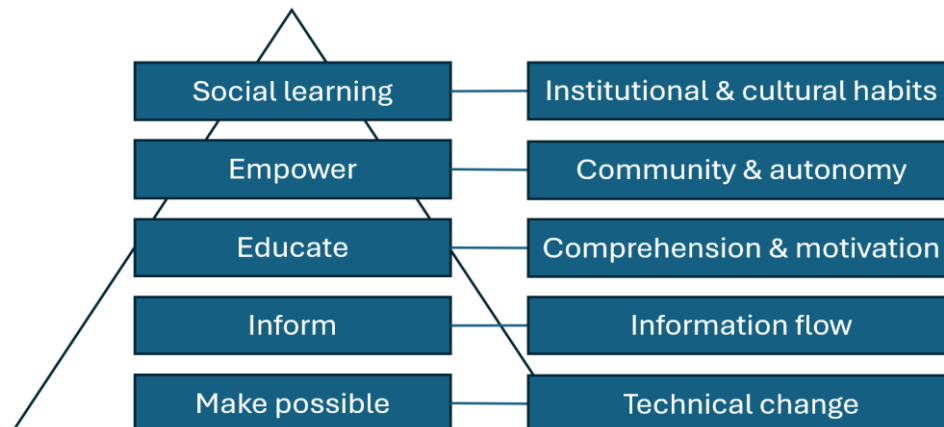 Social learning
Institutional & cultural habits
Empower
Community & autonomy
Educate
Comprehension & motivation
Inform
Information flow
Make possible
Technical change